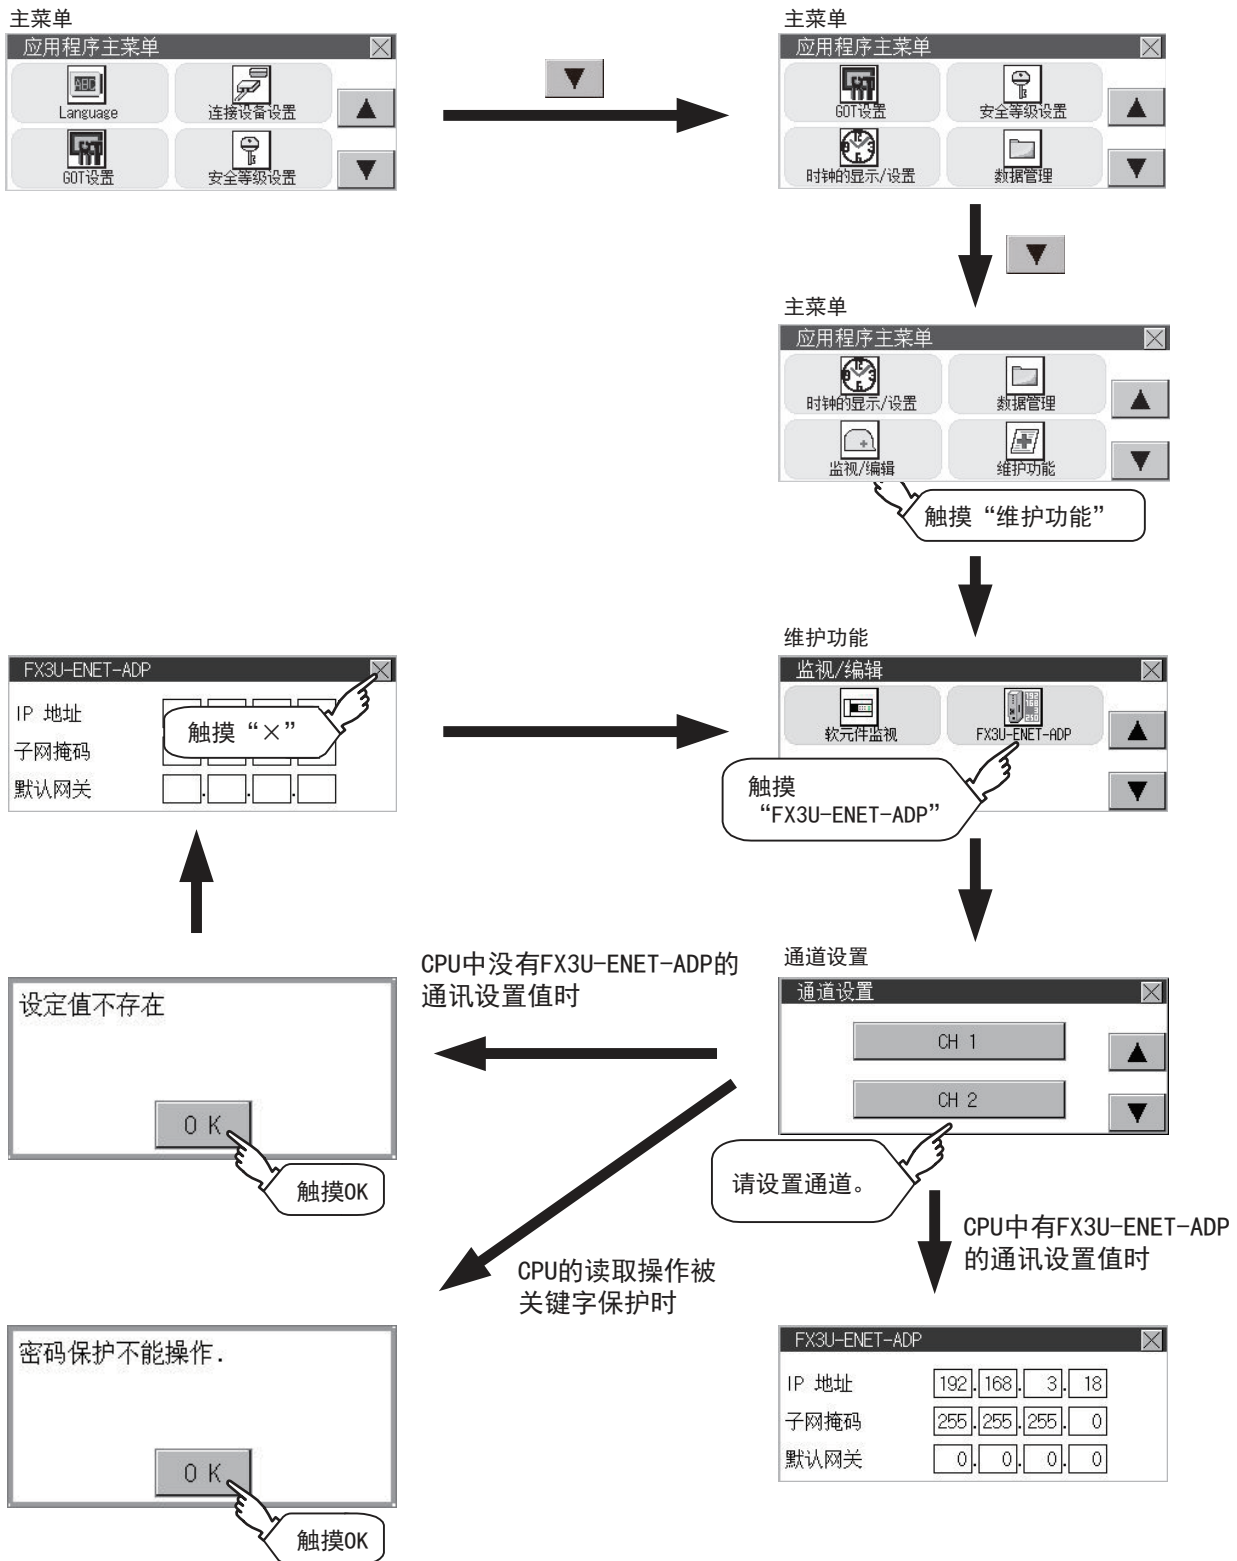 主菜单
应用程序主菜单
Language
连接设备设置
GOT设置
安全等级设置
主菜单
应用程序主菜单
GOT设置
安全等级设置
时钟的显示/设置
数据管理
主菜单
应用程序主菜单
时钟的显示/设置
数据管理
监视/编辑
维护功能
触摸“维护功能”
维护功能
监视/编辑
软元件监视
FX3U-ENET-ADP
触摸
“FX3U-ENET-ADP”
FX3U-ENET-ADP
IP 地址
子网掩码
默认网关
触摸“×”
通道设置
通道设置
CH 1
CH 2
请设置通道。
CPU中没有FX3U-ENET-ADP的
通讯设置值时
设定值不存在
OK
触摸OK
CPU的读取操作被
关键字保护时
密码保护不能操作.
OK
触摸OK
CPU中有FX3U-ENET-ADP
的通讯设置值时
FX3U-ENET-ADP
IP 地址 192.168.3.18
子网掩码 255.255.255.0
默认网关 0.0.0.0